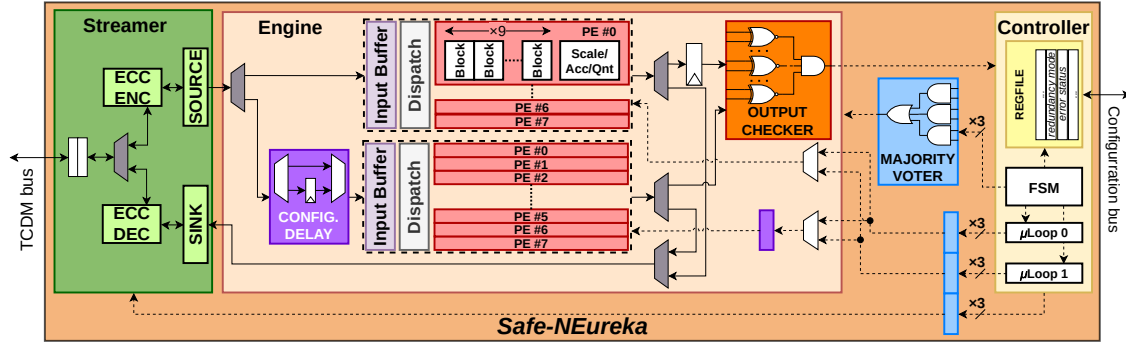 Streamer
Engine
Controller
TCDM bus
ECC
ENC
SOURCE
ECC
DEC
SINK
Input Buffer
Dispatch
×9
PE #0
Block
Block
Block
Scale/
Acc/Qnt
PE #6
PE #7
CONFIG.
DELAY
Input Buffer
Dispatch
PE #0
PE #1
PE #2
PE #5
PE #6
PE #7
OUTPUT
CHECKER
MAJORITY
VOTER
×3
×3
×3
×3
REGFILE
redundancy mode
error status
FSM
μLoop 0
μLoop 1
Configurration bus
Safe-NEureka